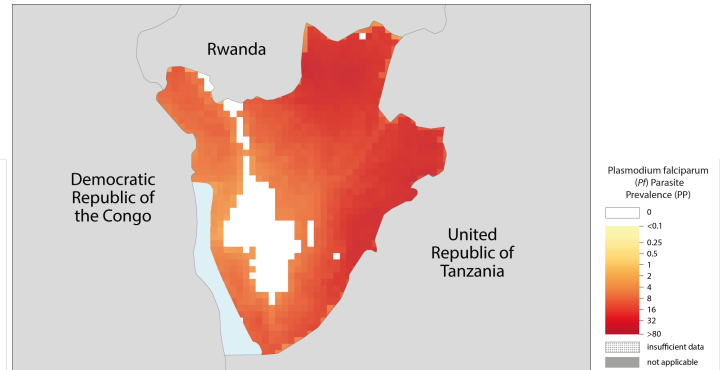 Rwanda
Democratic
Republic of
the Congo
United
Republic of
Tanzania
Plasmodium falciparum
(Pf) Parasite
Prevalence (PP)
0
<0.1
0.25
0.5
1
2
4
8
16
32
>80
insufficient data
not applicable